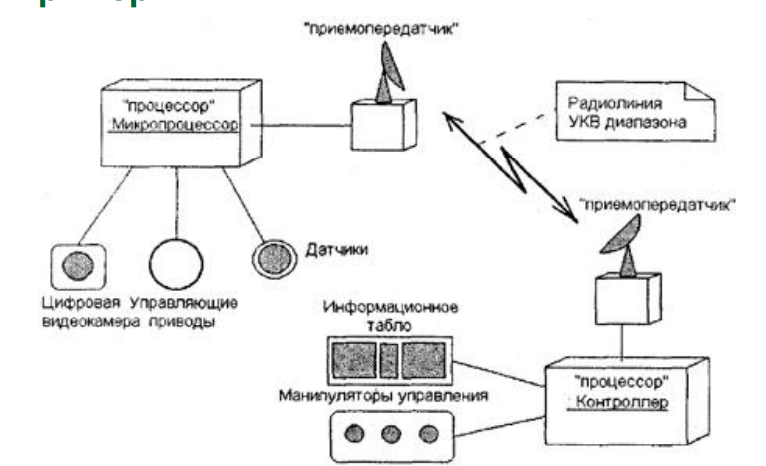 "приемопередатчик"
"процессор"
Микропроцессор
Радиолиния
УКВ диапазона
"приемопередатчик"
Датчики
Цифровая
видеокамера
Управляющие
приводы
Информационное
табло
Манипуляторы управления
"процессор"
Контроллер